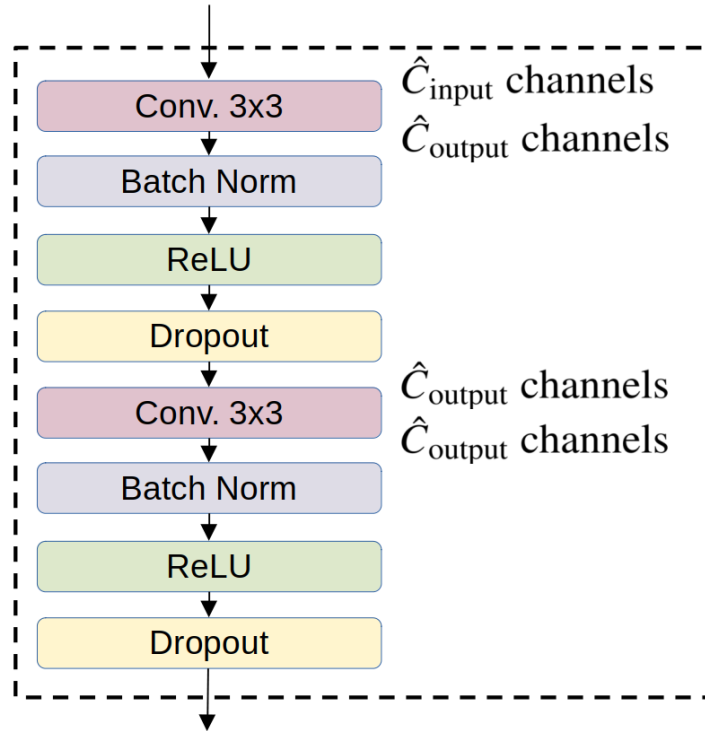 Conv. 3x3
Ĉinput channels
Ĉoutput channels
Batch Norm
ReLU
Dropout
Conv. 3x3
Ĉoutput channels
Ĉoutput channels
Batch Norm
ReLU
Dropout